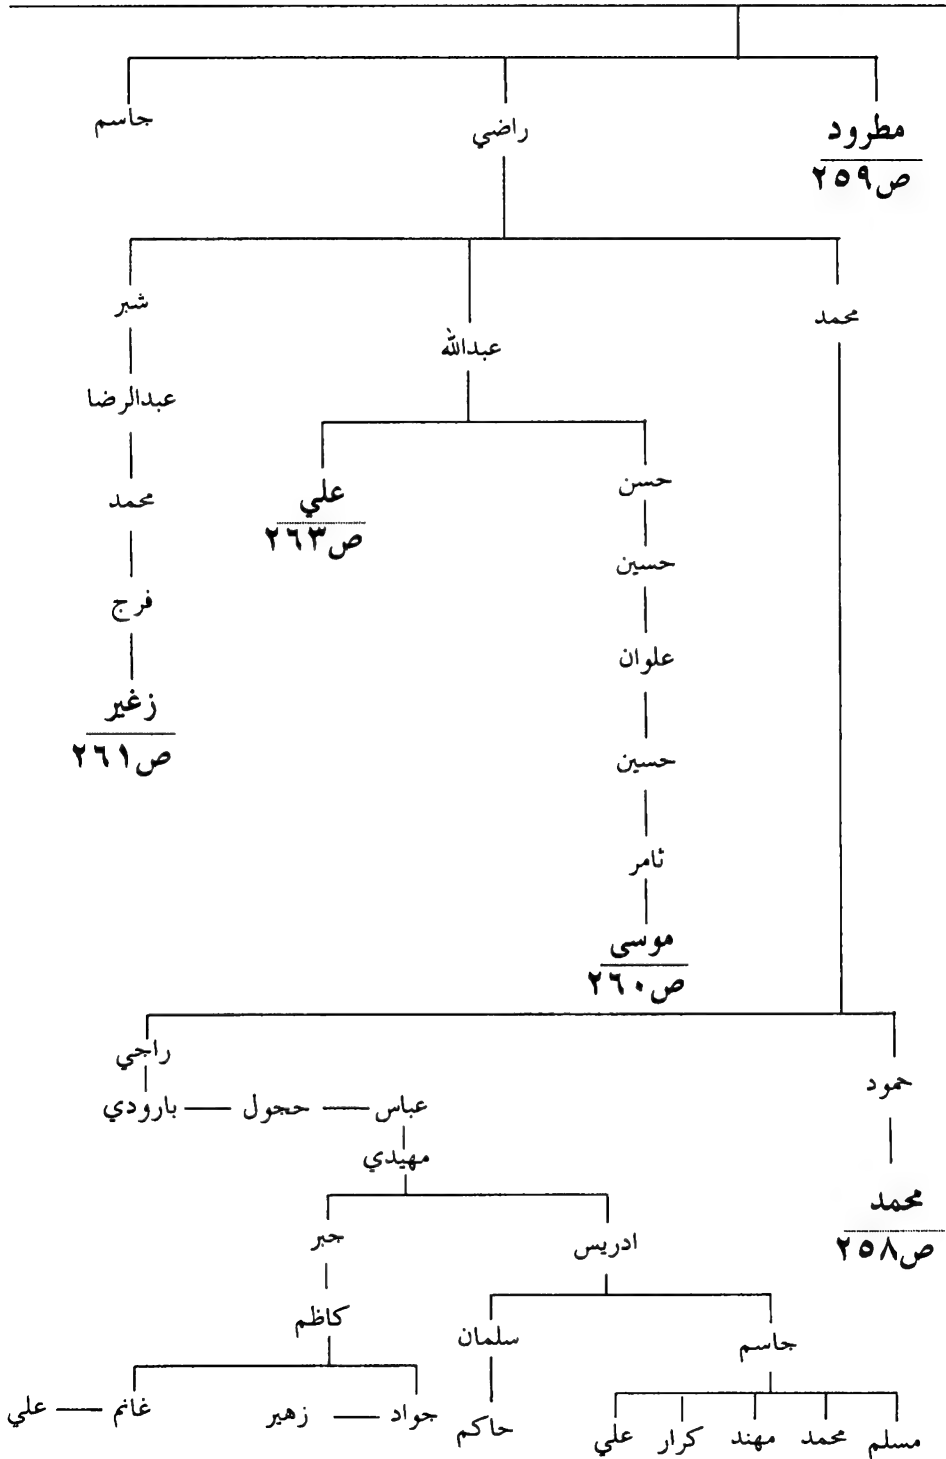 مطرود راضي جاسم
ص٢٥٩
محمد عبدالله شبر
عبدالرضا
حسن علي محمد
ص٢٦٣
حسين فرج
علوان زغير
ص٢٦١
حسين
ثامر
موسى
ص٢٦٠
حمود راجي
عباس حجول بارودي
مهيدي
محمد
ص٢٥٨
ادريس جبر
جاسم سلمان كاظم
مسلم محمد مهند كرار علي حاكم جواد زهير غانم علي